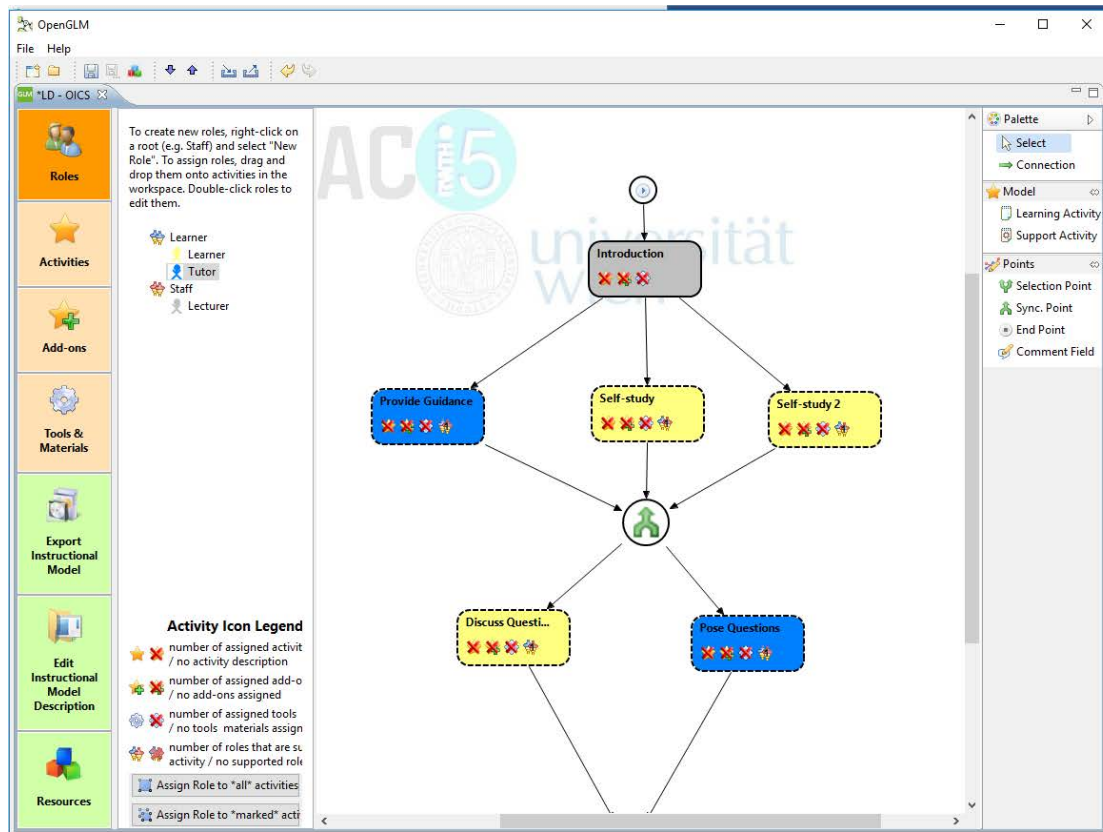 OpenGLM
File Help
GLM *LD - OICS
Roles
Activities
Add-ons
Tools &
Materials
Export
Instructional
Model
Edit
Instructional
Model
Description
Resources
To create new roles, right-click on
a root (e.g. Staff) and select "New
Role". To assign roles, drag and
drop them onto activities in the
workspace. Double-click roles to
edit them.
Learner
Learner
Tutor
Staff
Lecturer
Activity Icon Legend
number of assigned activit
/ no activity description
number of assigned add-o
/ no add-ons assigned
number of assigned tools
/ no tools materials assign
number of roles that are su
activity / no supported role
Assign Role to *all* activities
Assign Role to *marked* acti
universität
Introduction
Provide Guidance
Self-study
Self-study 2
Discuss Questi...
Pose Questions
Palette
Select
Connection
Model
Learning Activity
Support Activity
Points
Selection Point
Sync. Point
End Point
Comment Field